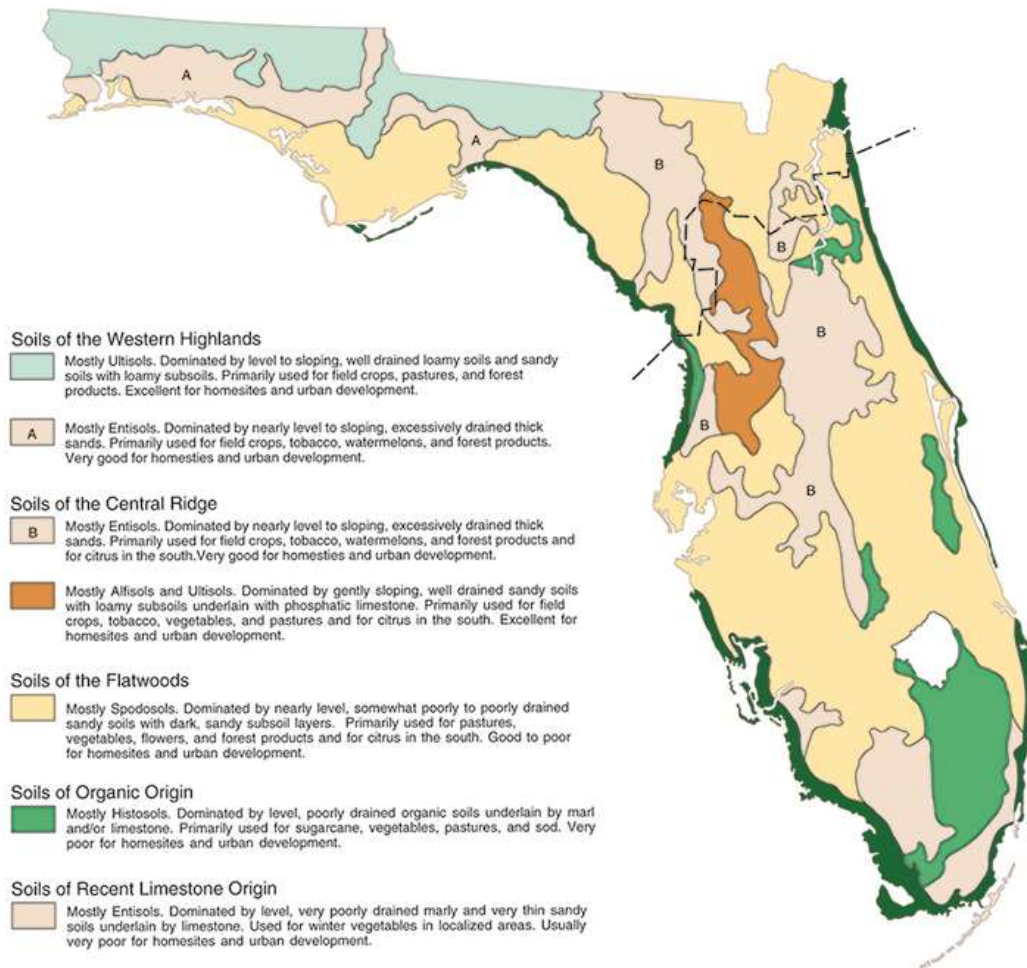 A
A
B
B
B
B
B
Soils of the Western Highlands
Mostly Ultisols. Dominated by level to sloping, well drained loamy soils and sandy
soils with loamy subsoils. Primarily used for field crops, pastures, and forest
products. Excellent for homesites and urban development.
A
Mostly Entisols. Dominated by nearly level to sloping, excessively drained thick
sands. Primarily used for field crops, tobacco, watermelons, and forest products.
Very good for homesties and urban development.
Soils of the Central Ridge
B
Mostly Entisols. Dominated by nearly level to sloping, excessively drained thick
sands. Primarily used for field crops, tobacco, watermelons, and forest products and
for citrus in the south.Very good for homesties and urban development.
Mostly Alfisols and Ultisols. Dominated by gently sloping, well drained sandy soils
with loamy subsoils underlain with phosphatic limestone. Primarily used for field
crops, tobacco, vegetables, and pastures and for citrus in the south. Excellent for
homesites and urban development.
Soils of the Flatwoods
Mostly Spodosols. Dominated by nearly level, somewhat poorly to poorly drained
sandy soils with dark, sandy subsoil layers. Primarily used for pastures,
vegetables, flowers, and forest products and for citrus in the south. Good to poor
for homesites and urban development.
Soils of Organic Origin
Mostly Histosols. Dominated by level, poorly drained organic soils underlain by marl
and/or limestone. Primarily used for sugarcane, vegetables, pastures, and sod. Very
poor for homesites and urban development.
Soils of Recent Limestone Origin
Mostly Entisols. Dominated by level, very poorly drained marly and very thin sandy
soils underlain by limestone. Used for winter vegetables in localized areas. Usually
very poor for homesites and urban development.